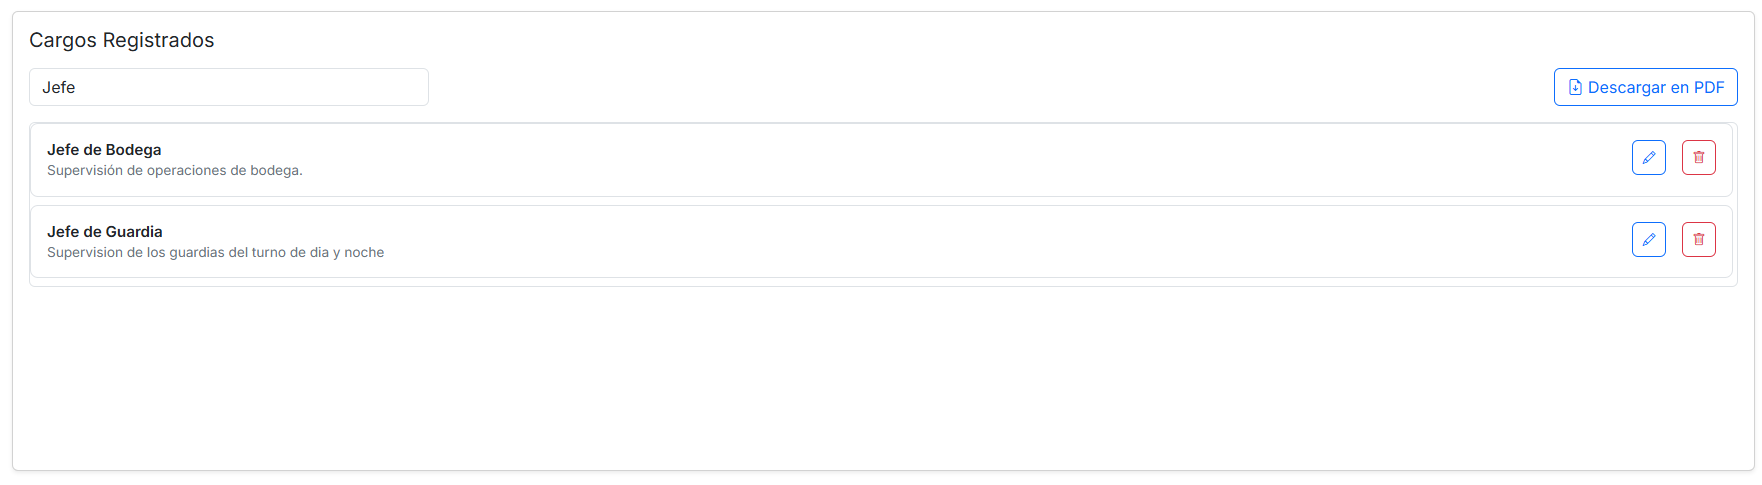 Cargos Registrados
Jefe
Descargar en PDF
Jefe de Bodega
Supervisión de operaciones de bodega.
Jefe de Guardia
Supervision de los guardias del turno de dia y noche